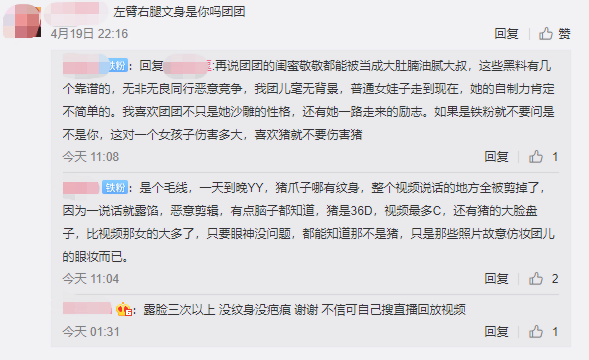 左臂右腿文身是你吗团团
4月19日 22:16
回复 赞
铁粉：回复 :再说团团的闺蜜敬敬都能被当成大肚腩油腻大叔，这些黑料有几
个靠谱的，无非无良同行恶意竞争，我团儿毫无背景，普通女娃子走到现在，她的自制力肯定
不简单的。我喜欢团团不只是她沙雕的性格，还有她一路走来的励志。如果是铁粉就不要问是
不是你，这对一个女孩子伤害多大，喜欢猪就不要伤害猪
今天 11:08
回复 1
铁粉：是个毛线，一天到晚YY，猪爪子哪有纹身，整个视频说话的地方全被剪掉了，
因为一说话就露馅，恶意剪辑，有点脑子都知道，猪是36D，视频最多C，还有猪的大脸盘
子，比视频那女的大多了，只要眼神没问题，都能知道那不是猪，只是那些照片故意仿妆团儿
的眼妆而已。
今天 11:04
回复 2
：露脸三次以上 没纹身没疤痕 谢谢 不信可自己搜直播回放视频
今天 01:31
回复 1